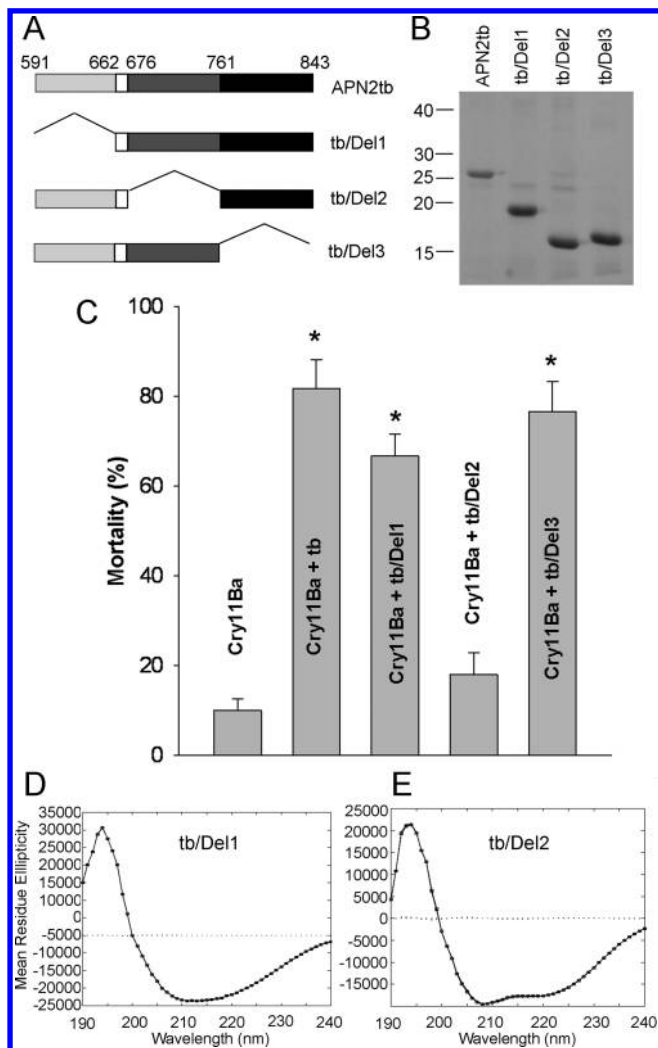 A
591 662 676 761 843
APN2tb
tb/Del1
tb/Del2
tb/Del3
B
APN2tb
tb/Del1
tb/Del2
tb/Del3
40
30
25
20
15
C
Mortality (%)
100
80
60
40
20
0
Cry11Ba
*
Cry11Ba + tb
*
Cry11Ba + tb/Del1
Cry11Ba + tb/Del2
*
Cry11Ba + tb/Del3
D
tb/Del1
Mean Residue Elllipticity
35000
30000
25000
20000
15000
10000
5000
0
-5000
-10000
-15000
-20000
-25000
190 200 210 220 230 240
Wavelength (nm)
E
tb/Del2
25000
20000
15000
10000
5000
0
-5000
-10000
-15000
190 200 210 220 230 240
Wavelength (nm)